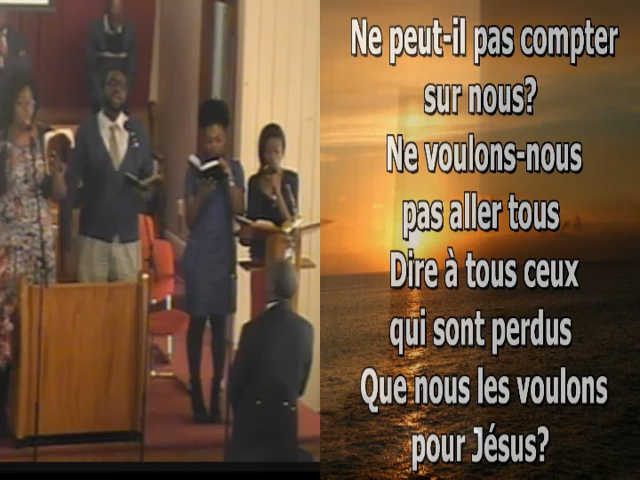 Ne peut-il pas compter
sur nous?
Ne voulons-nous
pas aller tous
Dire à tous ceux
qui sont perdus
Que nous les voulons
pour Jésus?